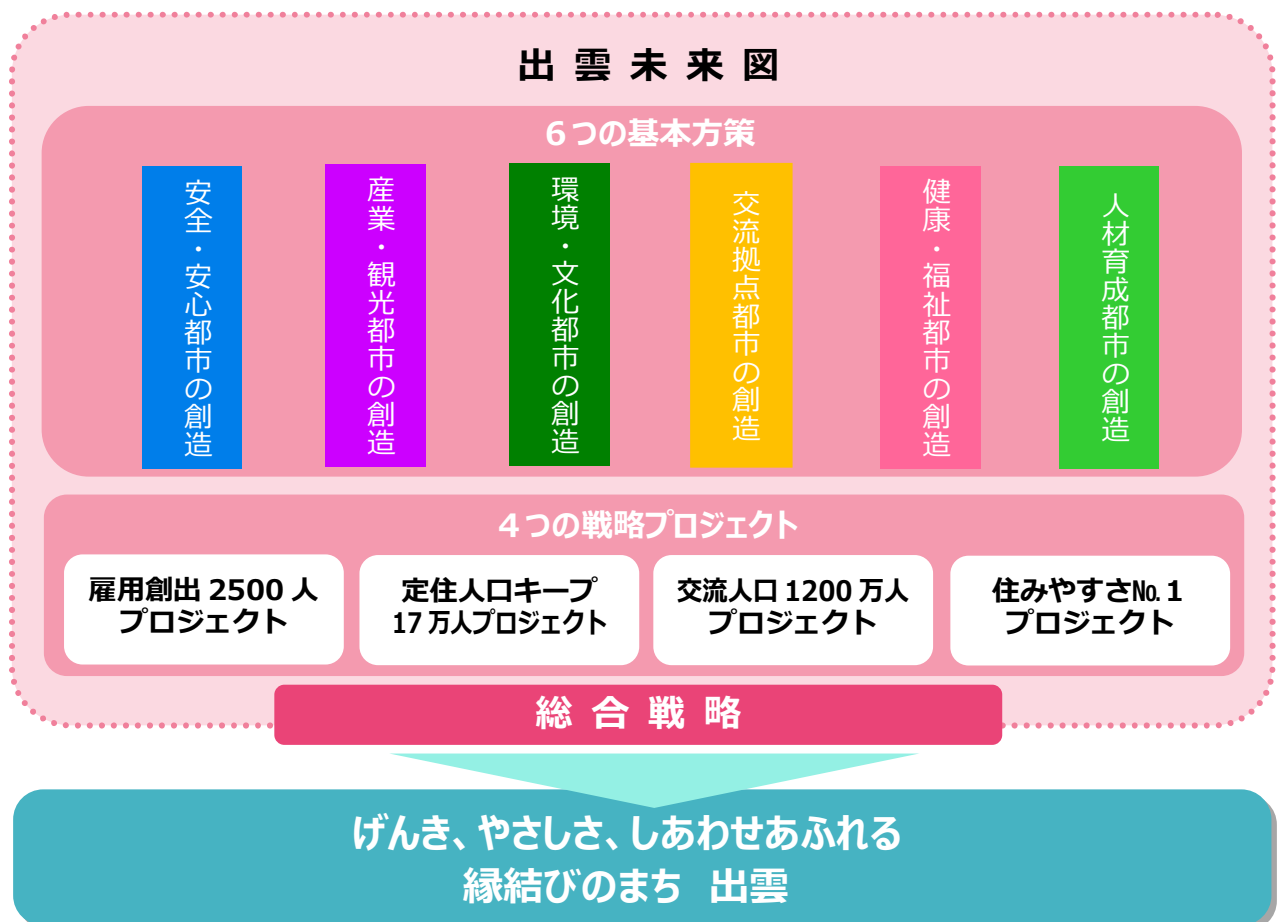 出雲未来図
6つの基本方策
安全・安心都市の創造
産業・観光都市の創造
環境・文化都市の創造
交流拠点都市の創造
健康・福祉都市の創造
人材育成都市の創造
4つの戦略プロジェクト
雇用創出 2500 人
プロジェクト
定住人口キープ
17 万人プロジェクト
交流人口 1200 万人
プロジェクト
住みやすさ№1
プロジェクト
総合戦略
げんき、やさしさ、しあわせあふれる
縁結びのまち 出雲